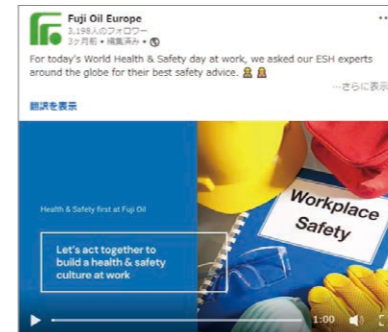 Fuji Oil Europe
3,198人のフォロワー
3ヶ月前 • 編集済み •
For today's World Health & Safety day at work, we asked our ESH experts
around the globe for their best safety advice.
…さらに表示
翻訳を表示
Health & Safety first at Fuji Oil
Let's act together to
build a health & safety
culture at work
Workplace
Safety
1:00